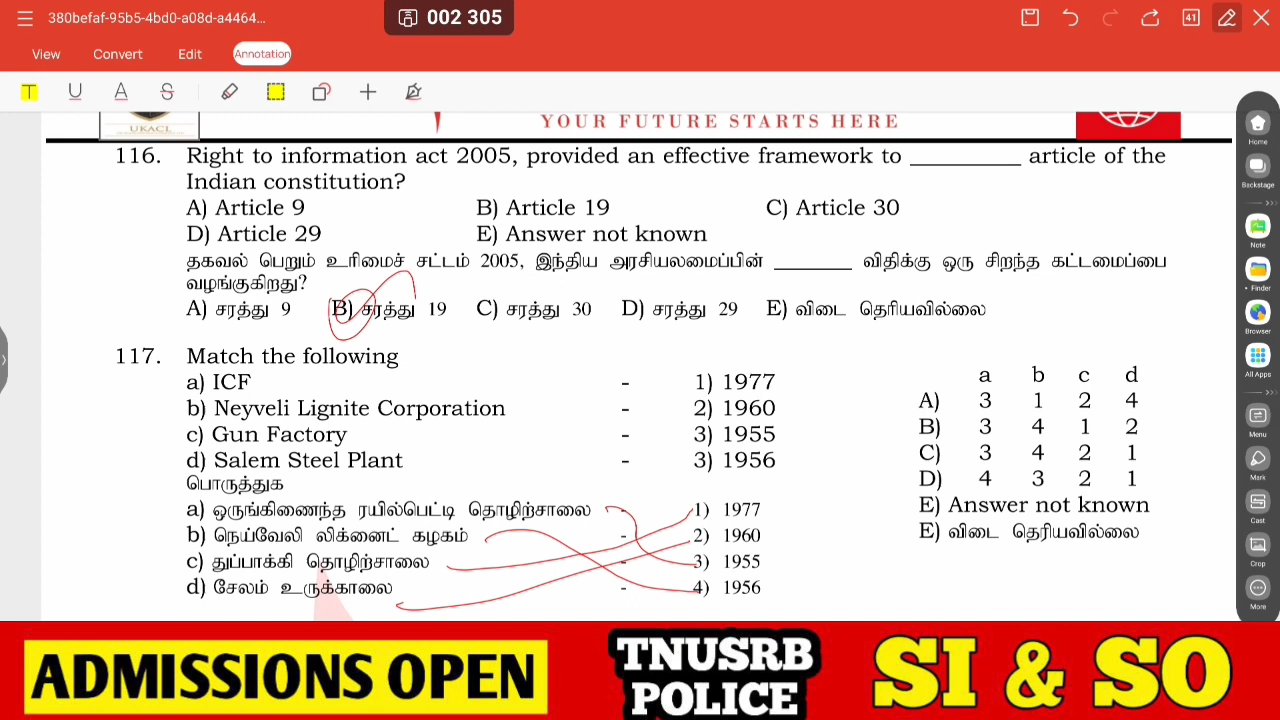 380befaf-95b5-4bd0-a08d-a4464...
002 305
41
View Convert Edit Annotation
UKACL
YOUR FUTURE STARTS HERE
116. Right to information act 2005, provided an effective framework to _________ article of the
Indian constitution?
A) Article 9 B) Article 19 C) Article 30
D) Article 29 E) Answer not known
தகவல் பெறும் உரிமைச் சட்டம் 2005, இந்திய அரசியலமைப்பின் _________ விதிக்கு ஒரு சிறந்த கட்டமைப்பை
வழங்குகிறது?
A) சரத்து 9 B) சரத்து 19 C) சரத்து 30 D) சரத்து 29 E) விடை தெரியவில்லை
117. Match the following
a) ICF - 1) 1977
b) Neyveli Lignite Corporation - 2) 1960
c) Gun Factory - 3) 1955
d) Salem Steel Plant - 3) 1956
பொருத்துக
a) ஒருங்கிணைந்த ரயில்பெட்டி தொழிற்சாலை - 1) 1977
b) நெய்வேலி லிக்னைட் கழகம் - 2) 1960
c) துப்பாக்கி தொழிற்சாலை - 3) 1955
d) சேலம் உருக்காலை - 4) 1956
a b c d
A) 3 1 2 4
B) 3 4 1 2
C) 3 4 2 1
D) 4 3 2 1
E) Answer not known
E) விடை தெரியவில்லை
Home
Backstage
Note
Finder
Browser
All Apps
Menu
Mark
Cast
Crop
More
ADMISSIONS OPEN
TNUSRB
POLICE
SI & SO